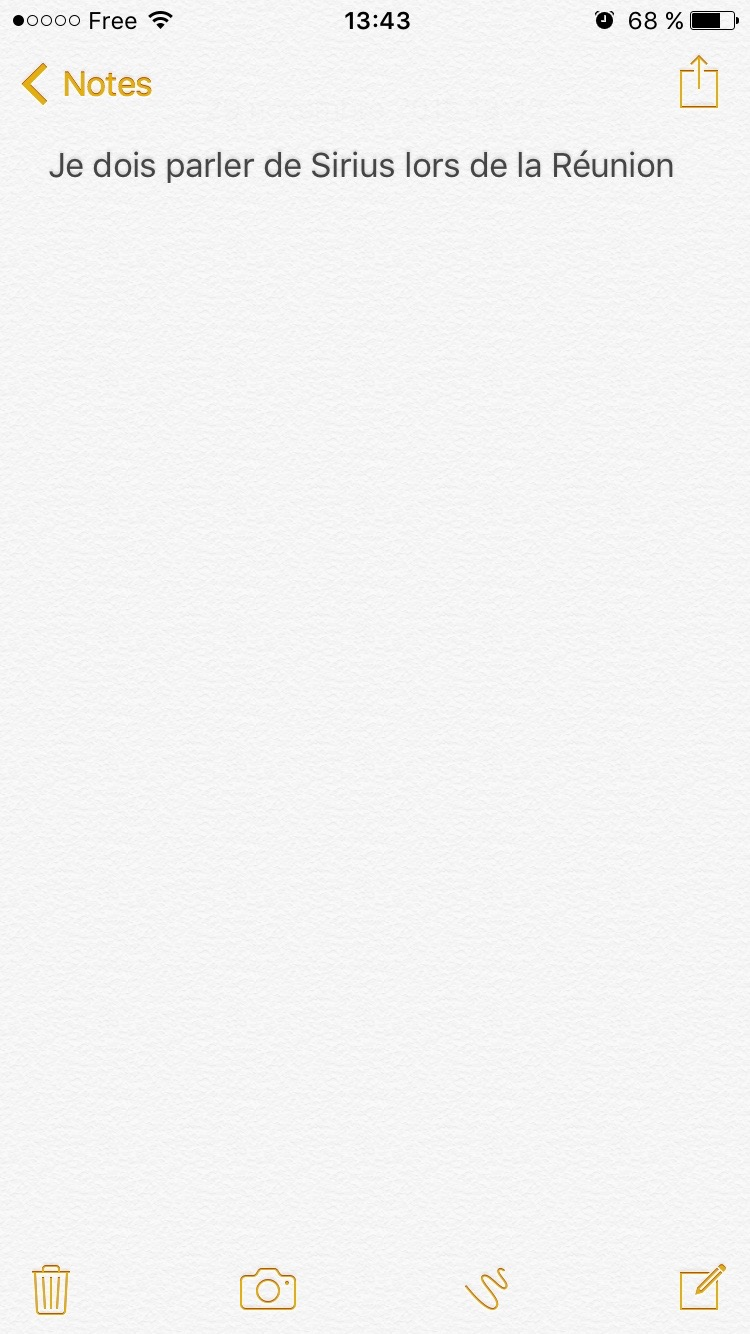 Free 13:43 68 %
Notes
Je dois parler de Sirius lors de la Réunion